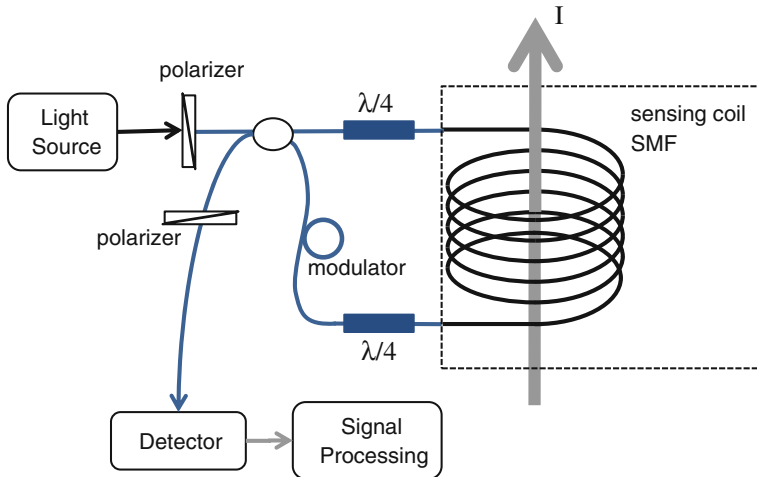 I
polarizer
λ/4
Light
Source
sensing coil
SMF
polarizer
modulator
λ/4
Detector
Signal
Processing